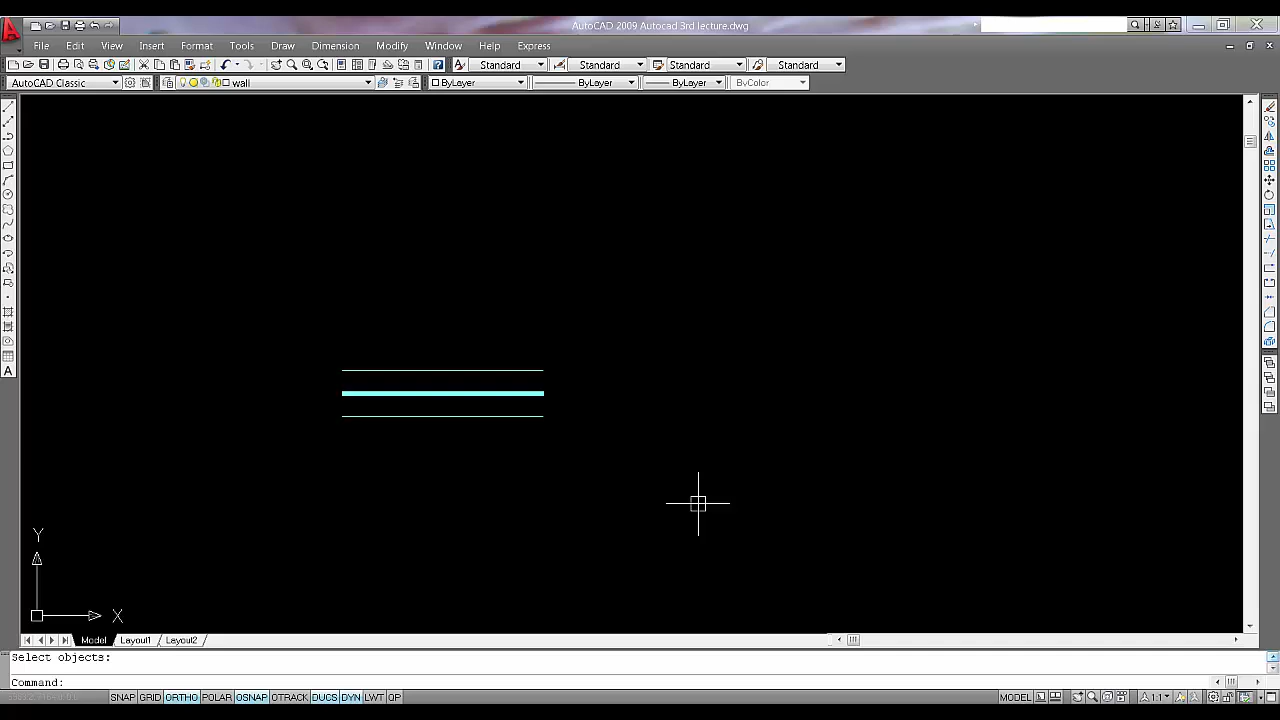 AutoCAD 2009 Autocad 3rd lecture.dwg
File Edit View Insert Format Tools Draw Dimension Modify Window Help Express
Standard Standard Standard Standard
AutoCAD Classic wall ByLayer ByLayer ByLayer ByColor
A
Y
X
Model Layout1 Layout2
Select objects:
Command:
SNAP GRID ORTHO POLAR OSNAP OTRACK DUCS DYN LWT QP MODEL 1:1